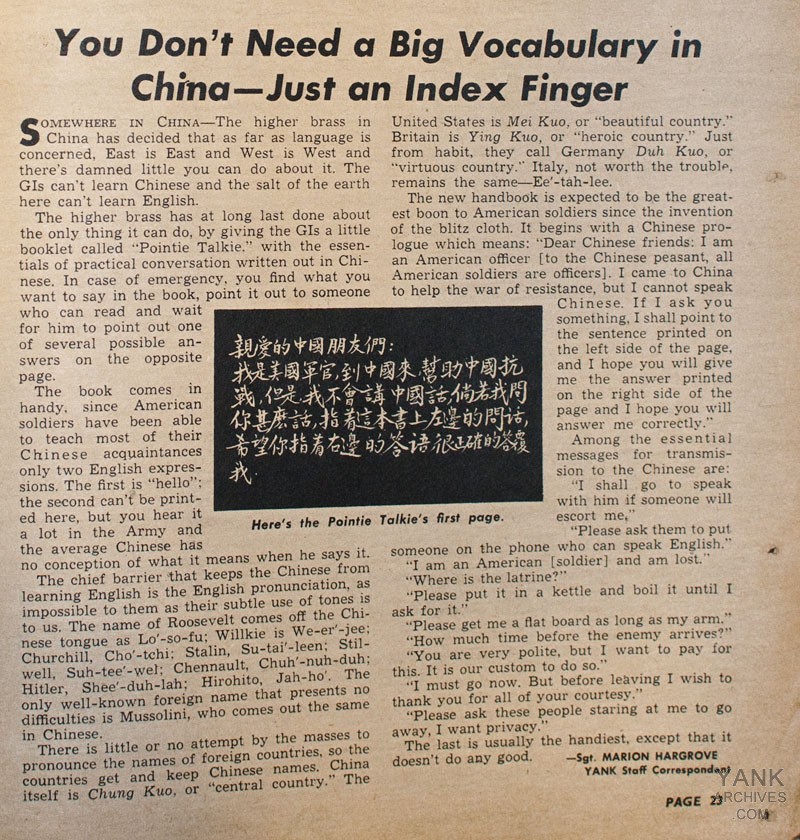 You Don't Need a Big Vocabulary in
China—Just an Index Finger
SOMEWHERE IN CHINA—The higher brass in
China has decided that as far as language is
concerned, East is East and West is West and
there's damned little you can do about it. The
GIs can't learn Chinese and the salt of the earth
here can't learn English.
The higher brass has at long last done about
the only thing it can do, by giving the GIs a little
booklet called "Pointie Talkie." with the essen-
tials of practical conversation written out in Chi-
nese. In case of emergency, you find what you
want to say in the book, point it out to someone
who can read and wait
for him to point out one
of several possible an-
swers on the opposite
page.
The book comes in
handy, since American
soldiers have been able
to teach most of their
Chinese acquaintances
only two English expres-
sions. The first is "hello";
the second can't be print-
ed here, but you hear it
a lot in the Army and
the average Chinese has
no conception of what it means when he says it.
The chief barrier that keeps the Chinese from
learning English is the English pronunciation, as
impossible to them as their subtle use of tones is
to us. The name of Roosevelt comes off the Chi-
nese tongue as Lo'-so-fu; Willkie is We-er'-jee;
Churchill, Cho'-tchi; Stalin, Su-tai'-leen; Stil-
well, Suh-tee'-wel; Chennault, Chuh'-nuh-duh;
Hitler, Shee'-duh-lah; Hirohito, Jah-ho'. The
only well-known foreign name that presents no
difficulties is Mussolini, who comes out the same
in Chinese.
There is little or no attempt by the masses to
pronounce the names of foreign countries, so the
countries get and keep Chinese names. China
itself is Chung Kuo, or "central country." The
United States is Mei Kuo, or "beautiful country."
Britain is Ying Kuo, or "heroic country." Just
from habit, they call Germany Duh Kuo, or
"virtuous country." Italy, not worth the trouble,
remains the same—Ee'-tah-lee.
The new handbook is expected to be the great-
est boon to American soldiers since the invention
of the blitz cloth. It begins with a Chinese pro-
logue which means: "Dear Chinese friends: I am
an American officer [to the Chinese peasant, all
American soldiers are officers]. I came to China
to help the war of resistance, but I cannot speak
Chinese. If I ask you
something, I shall point to
the sentence printed on
the left side of the page,
and I hope you will give
me the answer printed
on the right side of the
page and I hope you will
answer me correctly."
Among the essential
messages for transmis-
sion to the Chinese are:
"I shall go to speak
with him if someone will
escort me,"
"Please ask them to put
someone on the phone who can speak English."
"I am an American [soldier] and am lost."
"Where is the latrine?"
"Please put it in a kettle and boil it until I
ask for it."
"Please get me a flat board as long as my arm."
"How much time before the enemy arrives?"
"You are very polite, but I want to pay for
this. It is our custom to do so."
"I must go now. But before leaving I wish to
thank you for all of your courtesy."
"Please ask these people staring at me to go
away, I want privacy."
The last is usually the handiest, except that it
doesn't do any good.
—Sgt. MARION HARGROVE
YANK Staff Correspondent
親愛的中國朋友們:
我是美國軍官,到中國來,幫助中國抗
戰,但是,我不會講中國話,倘若我問
你甚麽話,指着這本書上左邊的問話,
希望你指着右邊的答语很正確的答覆
我.
Here's the Pointie Talkie's first page.
PAGE 23
YANK
ARCHIVES
.COM